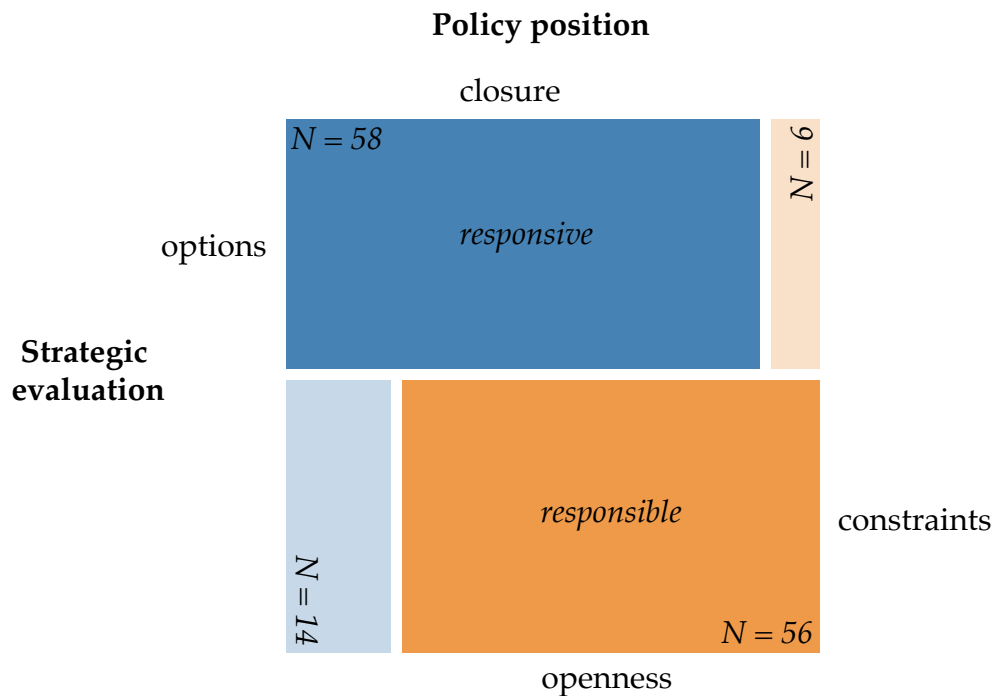 Policy position
closure
N = 58
N = 6
responsive
options
Strategic
evaluation
responsible
constraints
N = 14
N = 56
openness